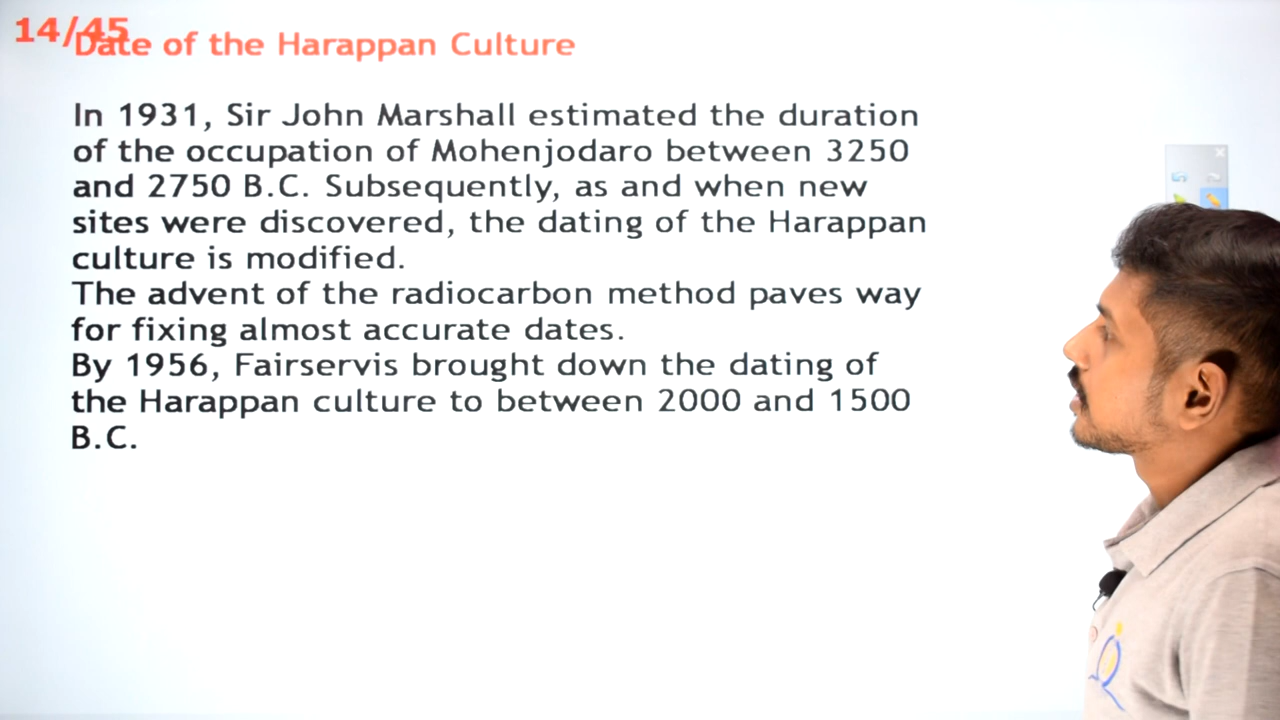 14/45
Date of the Harappan Culture
In 1931, Sir John Marshall estimated the duration
of the occupation of Mohenjodaro between 3250
and 2750 B.C. Subsequently, as and when new
sites were discovered, the dating of the Harappan
culture is modified.
The advent of the radiocarbon method paves way
for fixing almost accurate dates.
By 1956, Fairservis brought down the dating of
the Harappan culture to between 2000 and 1500
B.C.